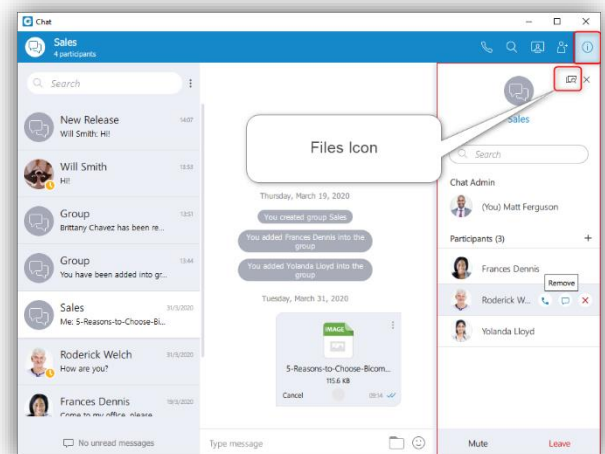 Chat
Sales
4 participants
Search
New Release
14:07
Will Smith: Hi!
Will Smith
13:53
Hi!
Group
13:51
Brittany Chavez has been re...
Group
13:44
You have been added into gr...
Sales
31/3/2020
Me: 5-Reasons-to-Choose-Bi...
Roderick Welch
31/3/2020
How are you?
Frances Dennis
19/3/2020
Come to my office, please
No unread messages
Files Icon
Thursday, March 19, 2020
You created group Sales
You added Frances Dennis into the
group
You added Yolanda Lloyd into the
group
Tuesday, March 31, 2020
IMAGE
5-Reasons-to-Choose-Bicom...
115.6 KB
Cancel
09:14
Type message
Sales
Search
Chat Admin
(You) Matt Ferguson
Participants (3)
Frances Dennis
Remove
Roderick W...
Yolanda Lloyd
Mute
Leave